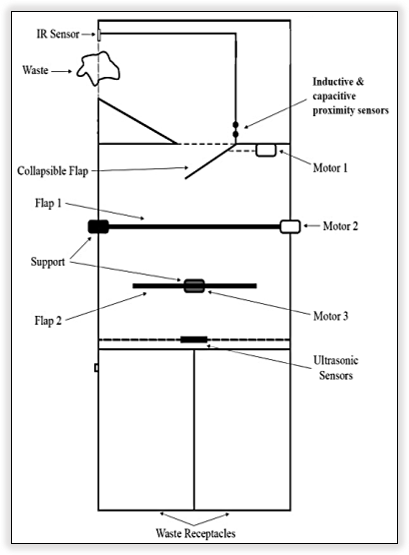 IR Sensor
Waste
Inductive &
capacitive
proximity sensors
Collapsible Flap
Motor 1
Flap 1
Motor 2
Support
Flap 2
Motor 3
Ultrasonic
Sensors
Waste Receptacles